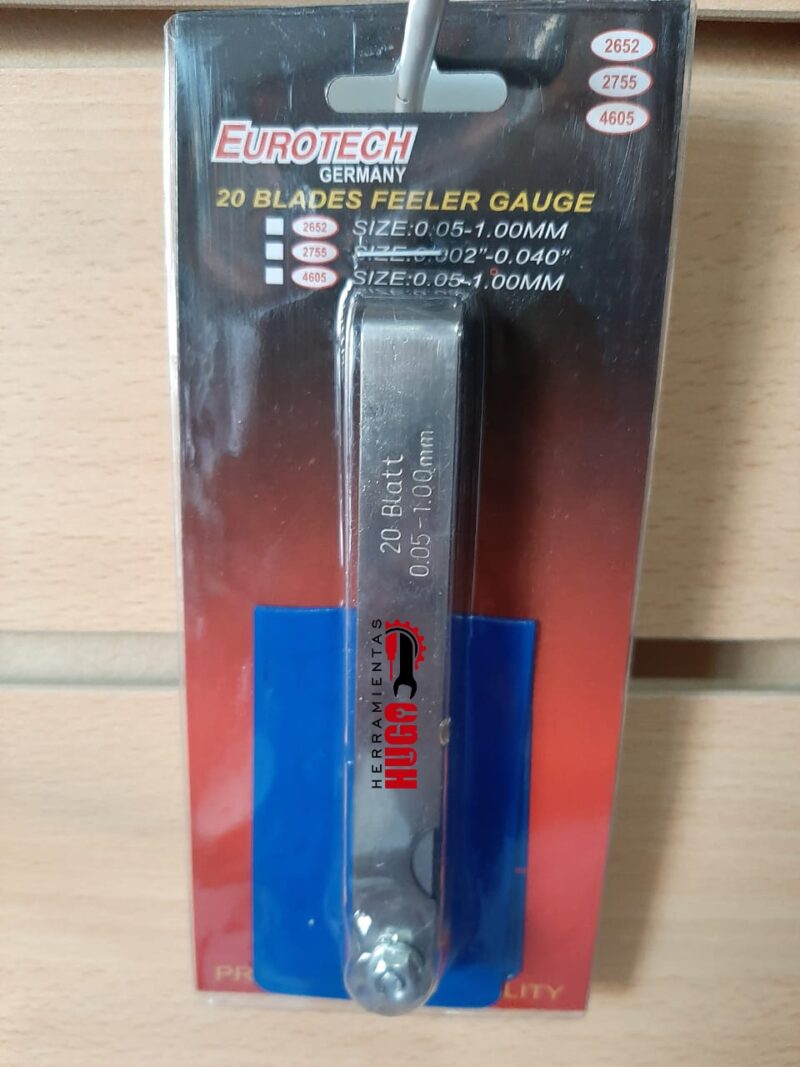 2652
2755
4605
EUROTECH
GERMANY
20 BLADES FEELER GAUGE
2652 SIZE:0.05-1.00MM
2755 SIZE:0.002"-0.040"
4605 SIZE:0.05-1.00MM
20 Blatt
0.05-1.00mm
HERRAMIENTAS
HUGO